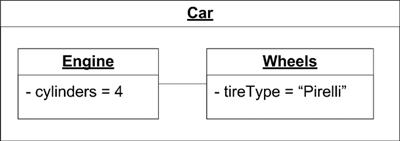 Car
Engine
Wheels
- cylinders = 4
- tireType = “Pirelli”